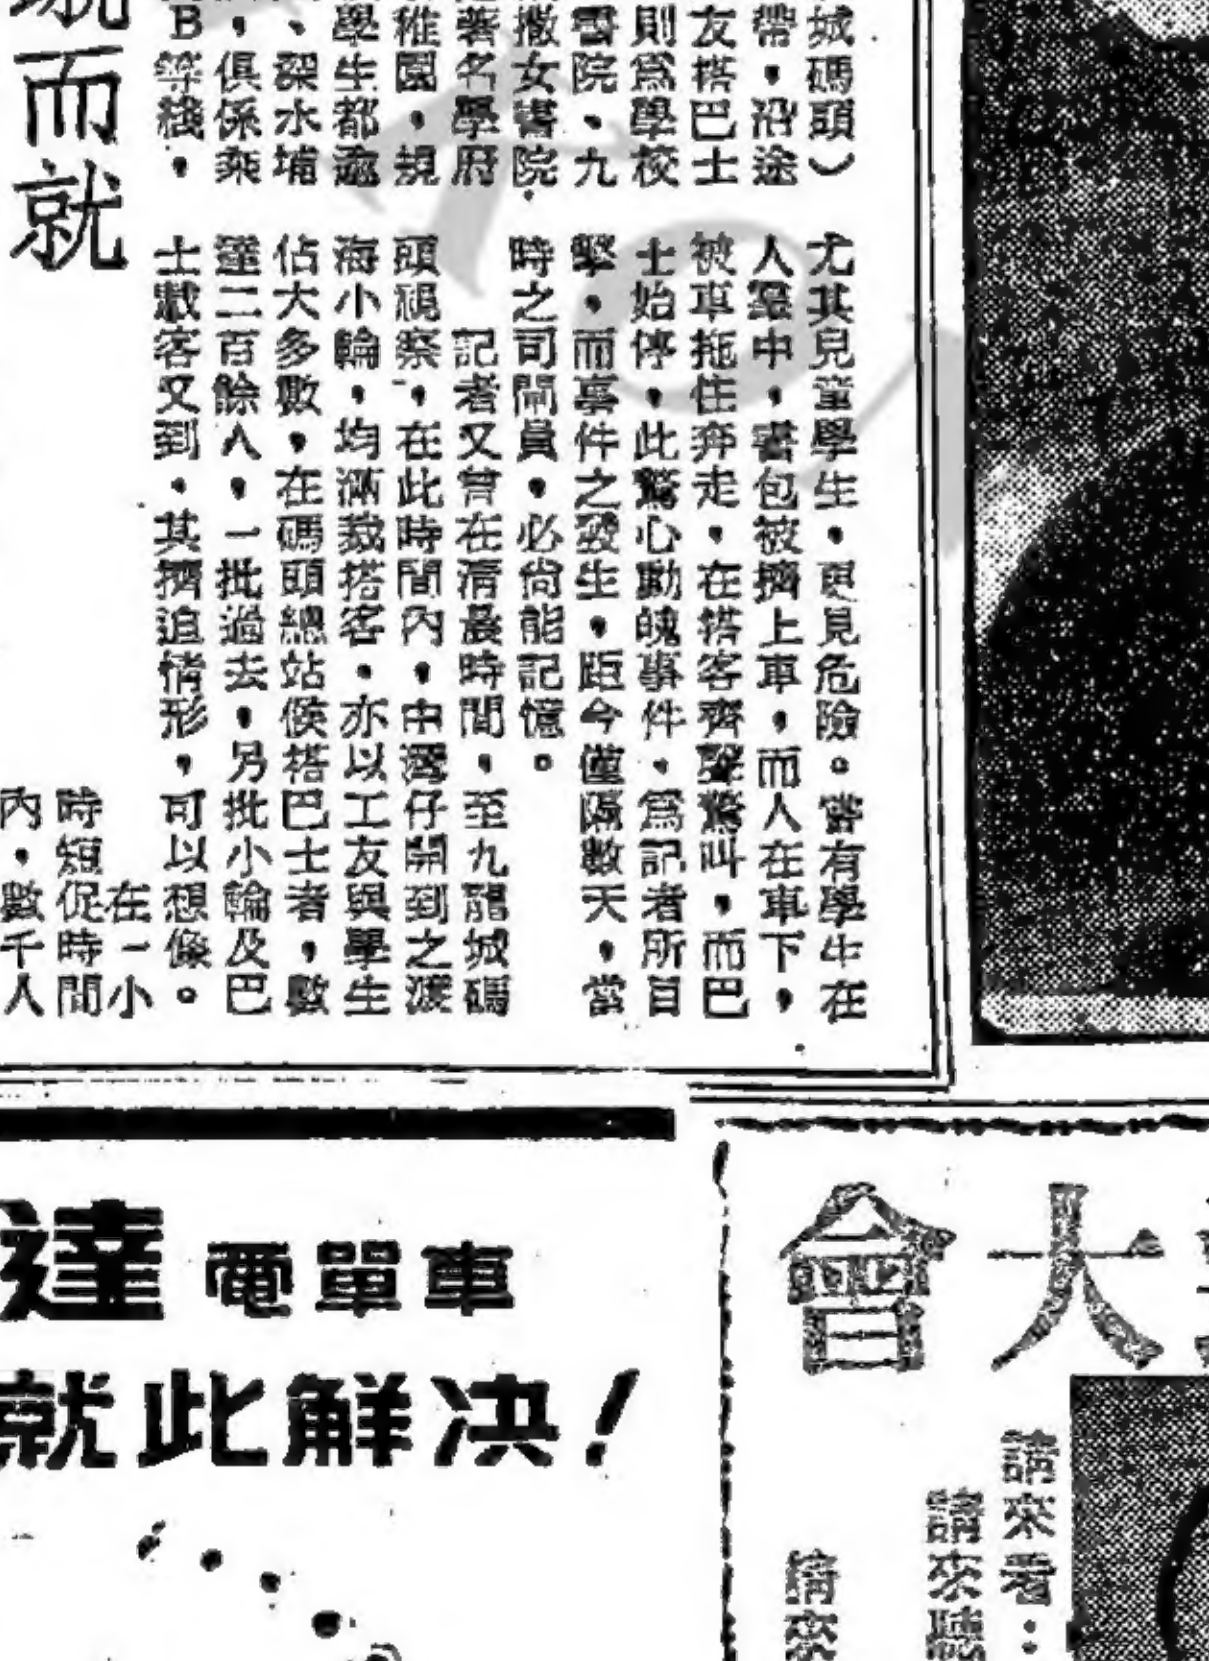 城碼頭）
帶，沿途
友搭巴士
則爲學校
書院、九
撒女書院
著名學府
稚園，規
學生都
、深水埔
，俱係乘
B等綫，
而就
尤其兒童學生，更見危險。嘗有學生在
人羣中，書包被擠上車，而人在車下，
被車拖住奔走，在搭客齊聲驚叫，而巴
士始停，此驚心動魄事件，爲記者所目
擊，而事件之發生，距今僅隔數天，當
時之司閘員，必尙能記憶。
記者又曾在清晨時間，至九龍城碼
頭視察，在此時間內，由灣仔開到之渡
海小輪，均滿載搭客，亦以工友與學生
佔大多數，在碼頭總站候搭巴士者，數
達二百餘人，一批過去，另批小輪及巴
士載客又到，其擠迫情形，可以想像。
在一小
時短促時間
內，數千人
達電單車
就此解決！
會大
請來看：
請來聽
請來